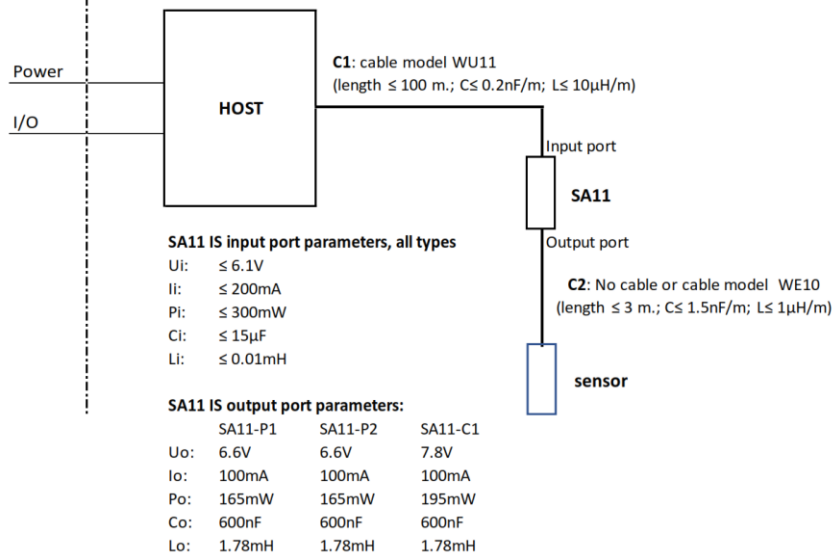 Power
I/O
HOST
C1: cable model WU11
(length ≤ 100 m.; C≤ 0.2nF/m; L≤ 10µH/m)
Input port
SA11
Output port
C2: No cable or cable model WE10
(length ≤ 3 m.; C≤ 1.5nF/m; L≤ 1µH/m)
sensor
SA11 IS input port parameters, all types
Ui: ≤ 6.1V
Ii: ≤ 200mA
Pi: ≤ 300mW
Ci: ≤ 15µF
Li: ≤ 0.01mH
SA11 IS output port parameters:
SA11-P1 SA11-P2 SA11-C1
Uo: 6.6V 6.6V 7.8V
Io: 100mA 100mA 100mA
Po: 165mW 165mW 195mW
Co: 600nF 600nF 600nF
Lo: 1.78mH 1.78mH 1.78mH